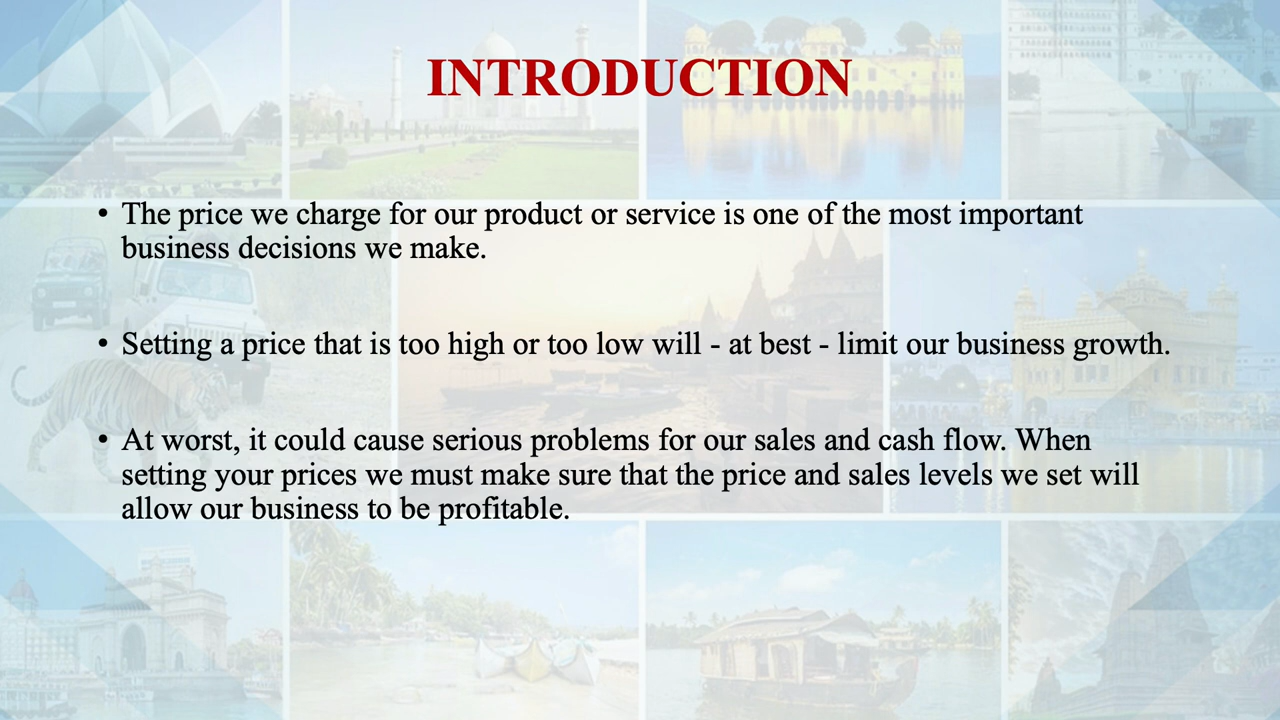 INTRODUCTION
• The price we charge for our product or service is one of the most important
business decisions we make.
• Setting a price that is too high or too low will - at best - limit our business growth.
• At worst, it could cause serious problems for our sales and cash flow. When
setting your prices we must make sure that the price and sales levels we set will
allow our business to be profitable.